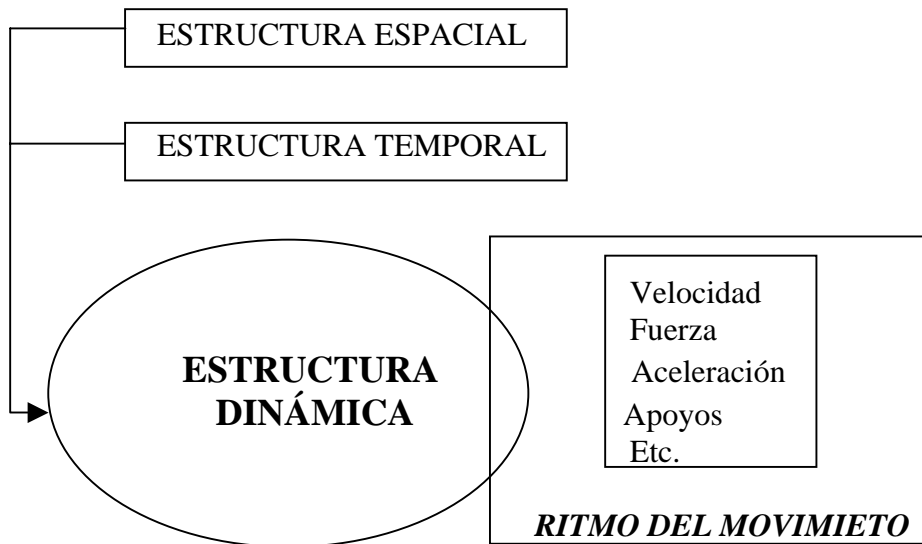 ESTRUCTURA ESPACIAL
ESTRUCTURA TEMPORAL
ESTRUCTURA
DINÁMICA
Velocidad
Fuerza
Aceleración
Apoyos
Etc.
RITMO DEL MOVIMIETO